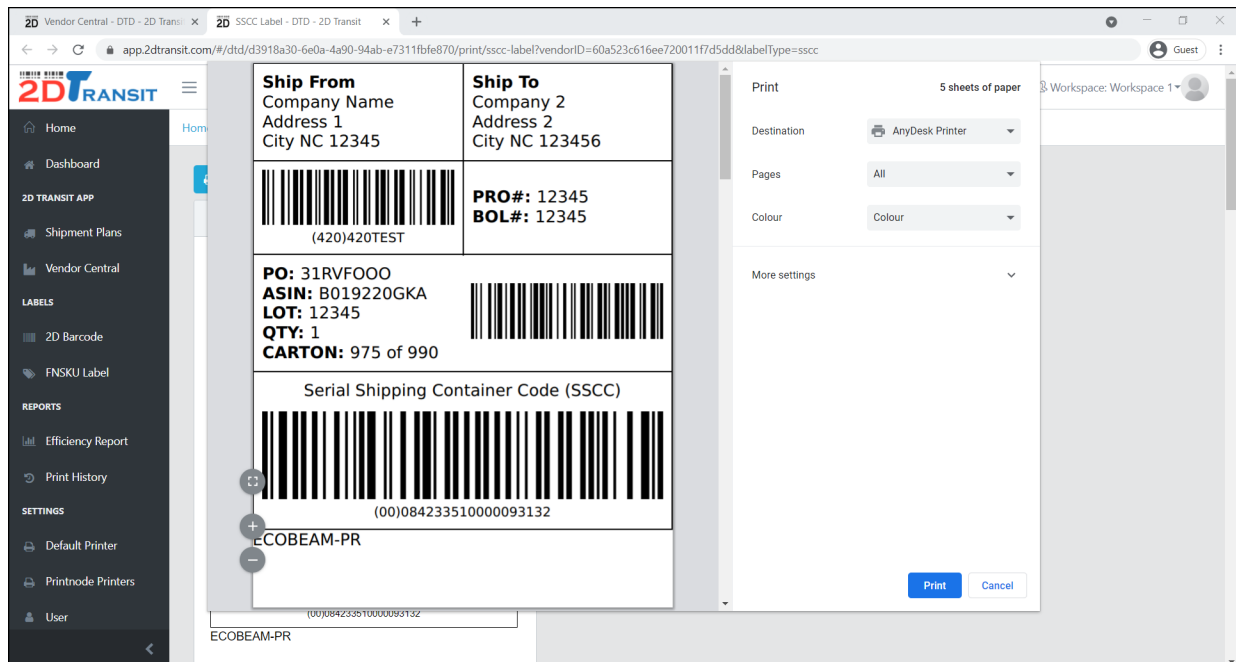 2D Vendor Central - DTD - 2D Trans
2D SSCC Label - DTD - 2D Transit
app.2dtransit.com/#/dtd/d3918a30-6e0a-4a90-94ab-e7311fbfe870/print/sscc-label?vendorID=60a523c616ee720011f7d5dd&labelType=sscc
Guest
2DTRANSIT
Workspace: Workspace 1
Home
Dashboard
2D TRANSIT APP
Shipment Plans
Vendor Central
LABELS
2D Barcode
FNSKU Label
REPORTS
Efficiency Report
Print History
SETTINGS
Default Printer
Printnode Printers
User
Hom
Ship From
Company Name
Address 1
City NC 12345
Ship To
Company 2
Address 2
City NC 123456
(420)420TEST
PRO#: 12345
BOL#: 12345
PO: 31RVFOOO
ASIN: B019220GKA
LOT: 12345
QTY: 1
CARTON: 975 of 990
Serial Shipping Container Code (SSCC)
(00)084233510000093132
ECOBEAM-PR
Print
5 sheets of paper
Destination
AnyDesk Printer
Pages
All
Colour
Colour
More settings
Print
Cancel
(00)084233510000093132
ECOBEAM-PR